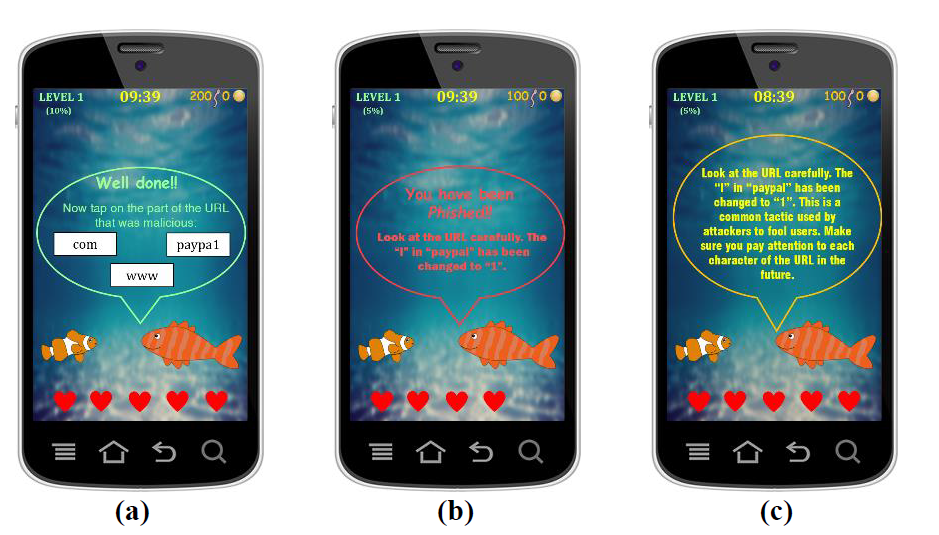 LEVEL 1 09:39 200 0
(10%)
Well done!!
Now tap on the part of the URL
that was malicious:
com paypa1
www
(a)
LEVEL 1 09:39 100 0
(5%)
You have been
Phished!!
Look at the URL carefully. The
"l" in "paypal" has been
changed to "1".
(b)
LEVEL 1 08:39 100 0
(5%)
Look at the URL carefully. The
"l" in "paypal" has been
changed to "1". This is a
common tactic used by
attackers to fool users. Make
sure you pay attention to each
character of the URL in the
future.
(c)